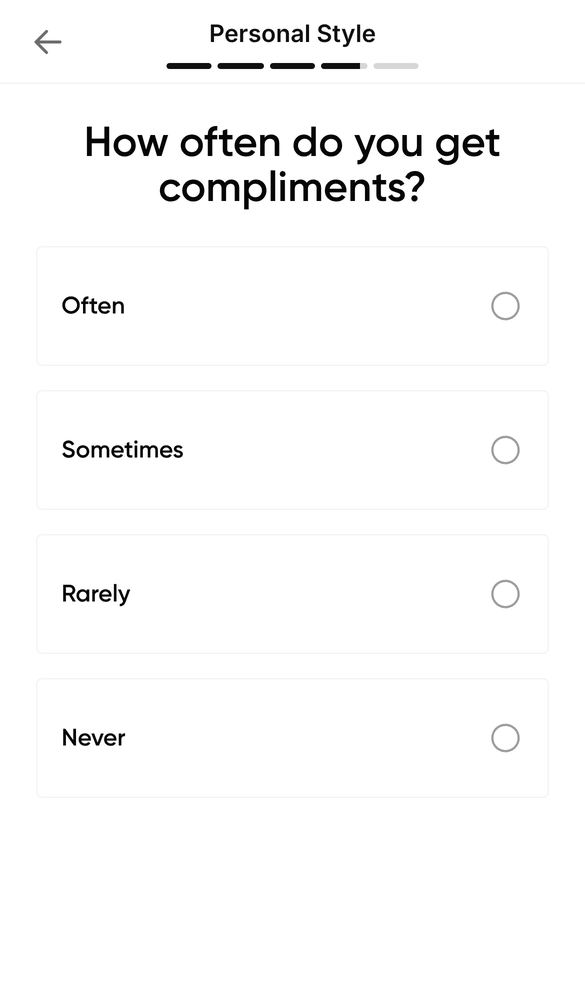 Personal Style
How often do you get
compliments?
Often
Sometimes
Rarely
Never